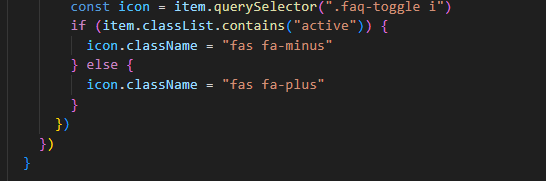 const icon = item.querySelector(".faq-toggle i")
if (item.classList.contains("active")) {
icon.className = "fas fa-minus"
} else {
icon.className = "fas fa-plus"
}
})
})
}